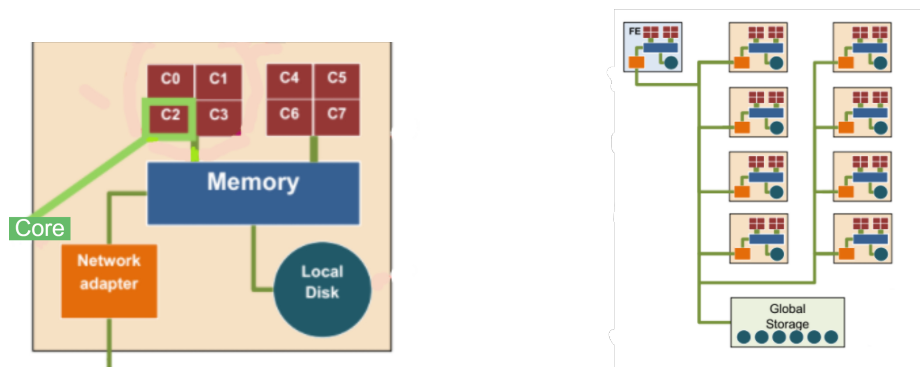 C0 C1 C4 C5
C2 C3 C6 C7
Memory
Core
Network
adapter
Local
Disk
FE
Global
Storage